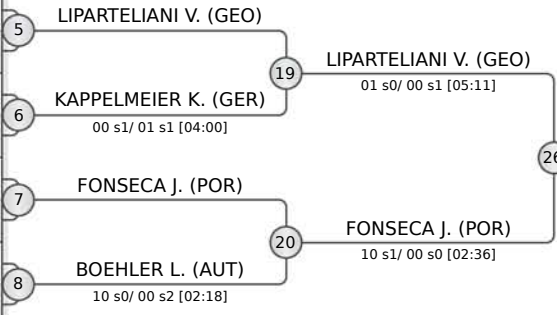 LIPARTELIANI V. (GEO)
5
19
LIPARTELIANI V. (GEO)
01 s0/ 00 s1 [05:11]
KAPPELMEIER K. (GER)
6
00 s1/ 01 s1 [04:00]
26
FONSECA J. (POR)
7
20
FONSECA J. (POR)
10 s1/ 00 s0 [02:36]
BOEHLER L. (AUT)
8
10 s0/ 00 s2 [02:18]